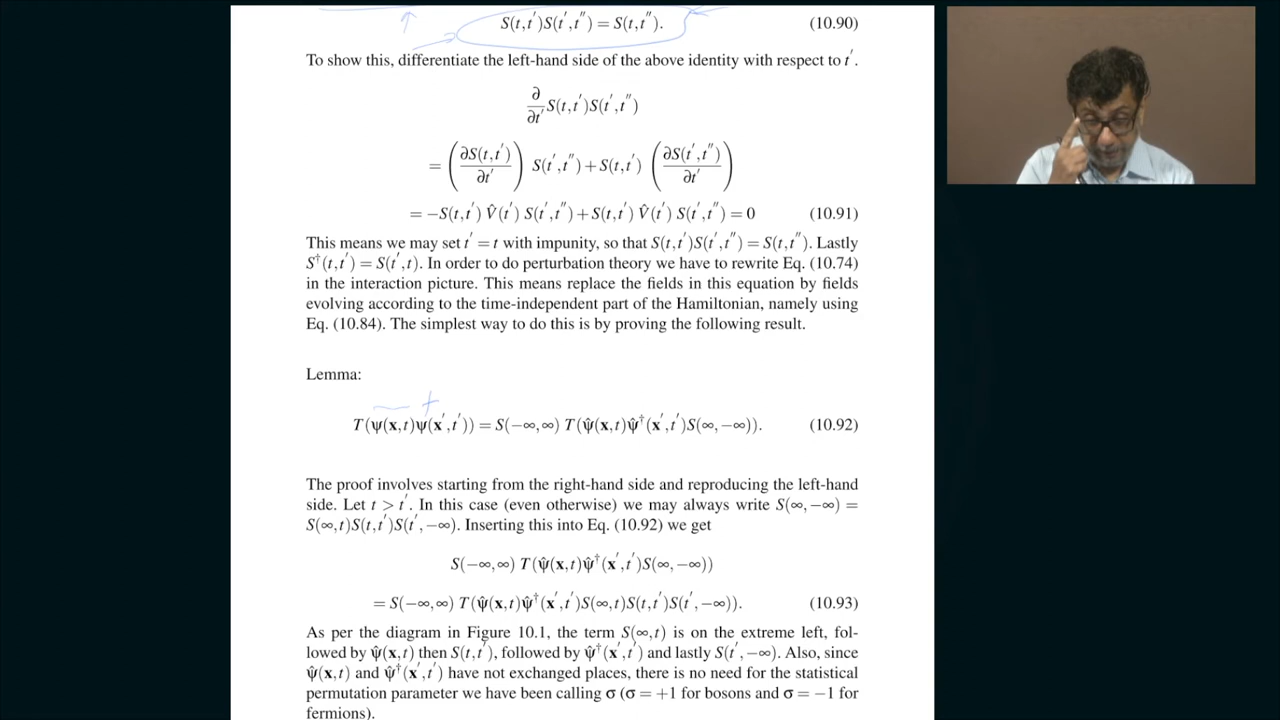 S(t,t′)S(t′,t″) = S(t,t″). (10.90)
To show this, differentiate the left-hand side of the above identity with respect to t′.
∂/∂t′ S(t,t′)S(t′,t″)
= (∂S(t,t′)/∂t′) S(t′,t″) + S(t,t′) (∂S(t′,t″)/∂t′)
= −S(t,t′) V̂(t′) S(t′,t″) + S(t,t′) V̂(t′) S(t′,t″) = 0 (10.91)
This means we may set t′ = t with impunity, so that S(t,t′)S(t′,t″) = S(t,t″). Lastly
S†(t,t′) = S(t′,t). In order to do perturbation theory we have to rewrite Eq. (10.74)
in the interaction picture. This means replace the fields in this equation by fields
evolving according to the time-independent part of the Hamiltonian, namely using
Eq. (10.84). The simplest way to do this is by proving the following result.
Lemma:
†
T(ψ(x,t)ψ(x′,t′)) = S(−∞,∞) T(ψ̂(x,t)ψ̂†(x′,t′)S(∞,−∞)). (10.92)
The proof involves starting from the right-hand side and reproducing the left-hand
side. Let t > t′. In this case (even otherwise) we may always write S(∞,−∞) =
S(∞,t)S(t,t′)S(t′,−∞). Inserting this into Eq. (10.92) we get
S(−∞,∞) T(ψ̂(x,t)ψ̂†(x′,t′)S(∞,−∞))
= S(−∞,∞) T(ψ̂(x,t)ψ̂†(x′,t′)S(∞,t)S(t,t′)S(t′,−∞)). (10.93)
As per the diagram in Figure 10.1, the term S(∞,t) is on the extreme left, fol-
lowed by ψ̂(x,t) then S(t,t′), followed by ψ̂†(x′,t′) and lastly S(t′,−∞). Also, since
ψ̂(x,t) and ψ̂†(x′,t′) have not exchanged places, there is no need for the statistical
permutation parameter we have been calling σ (σ = +1 for bosons and σ = −1 for
fermions).